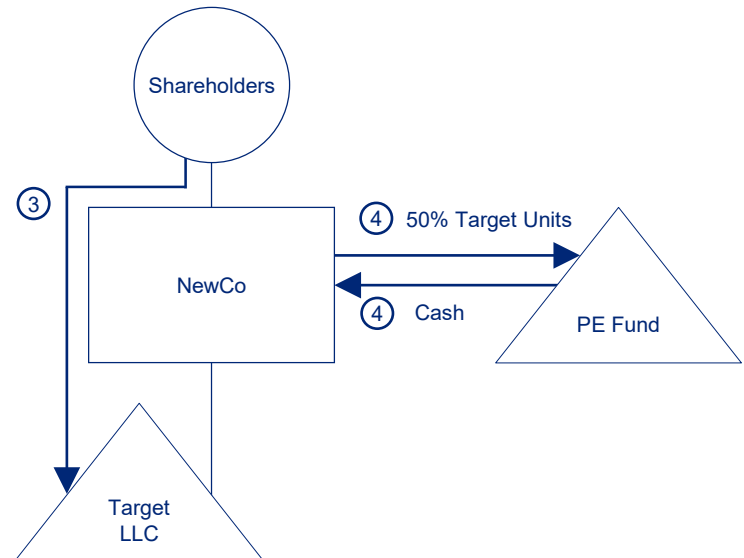 Shareholders
3
4 50% Target Units
NewCo
4 Cash
PE Fund
Target
LLC